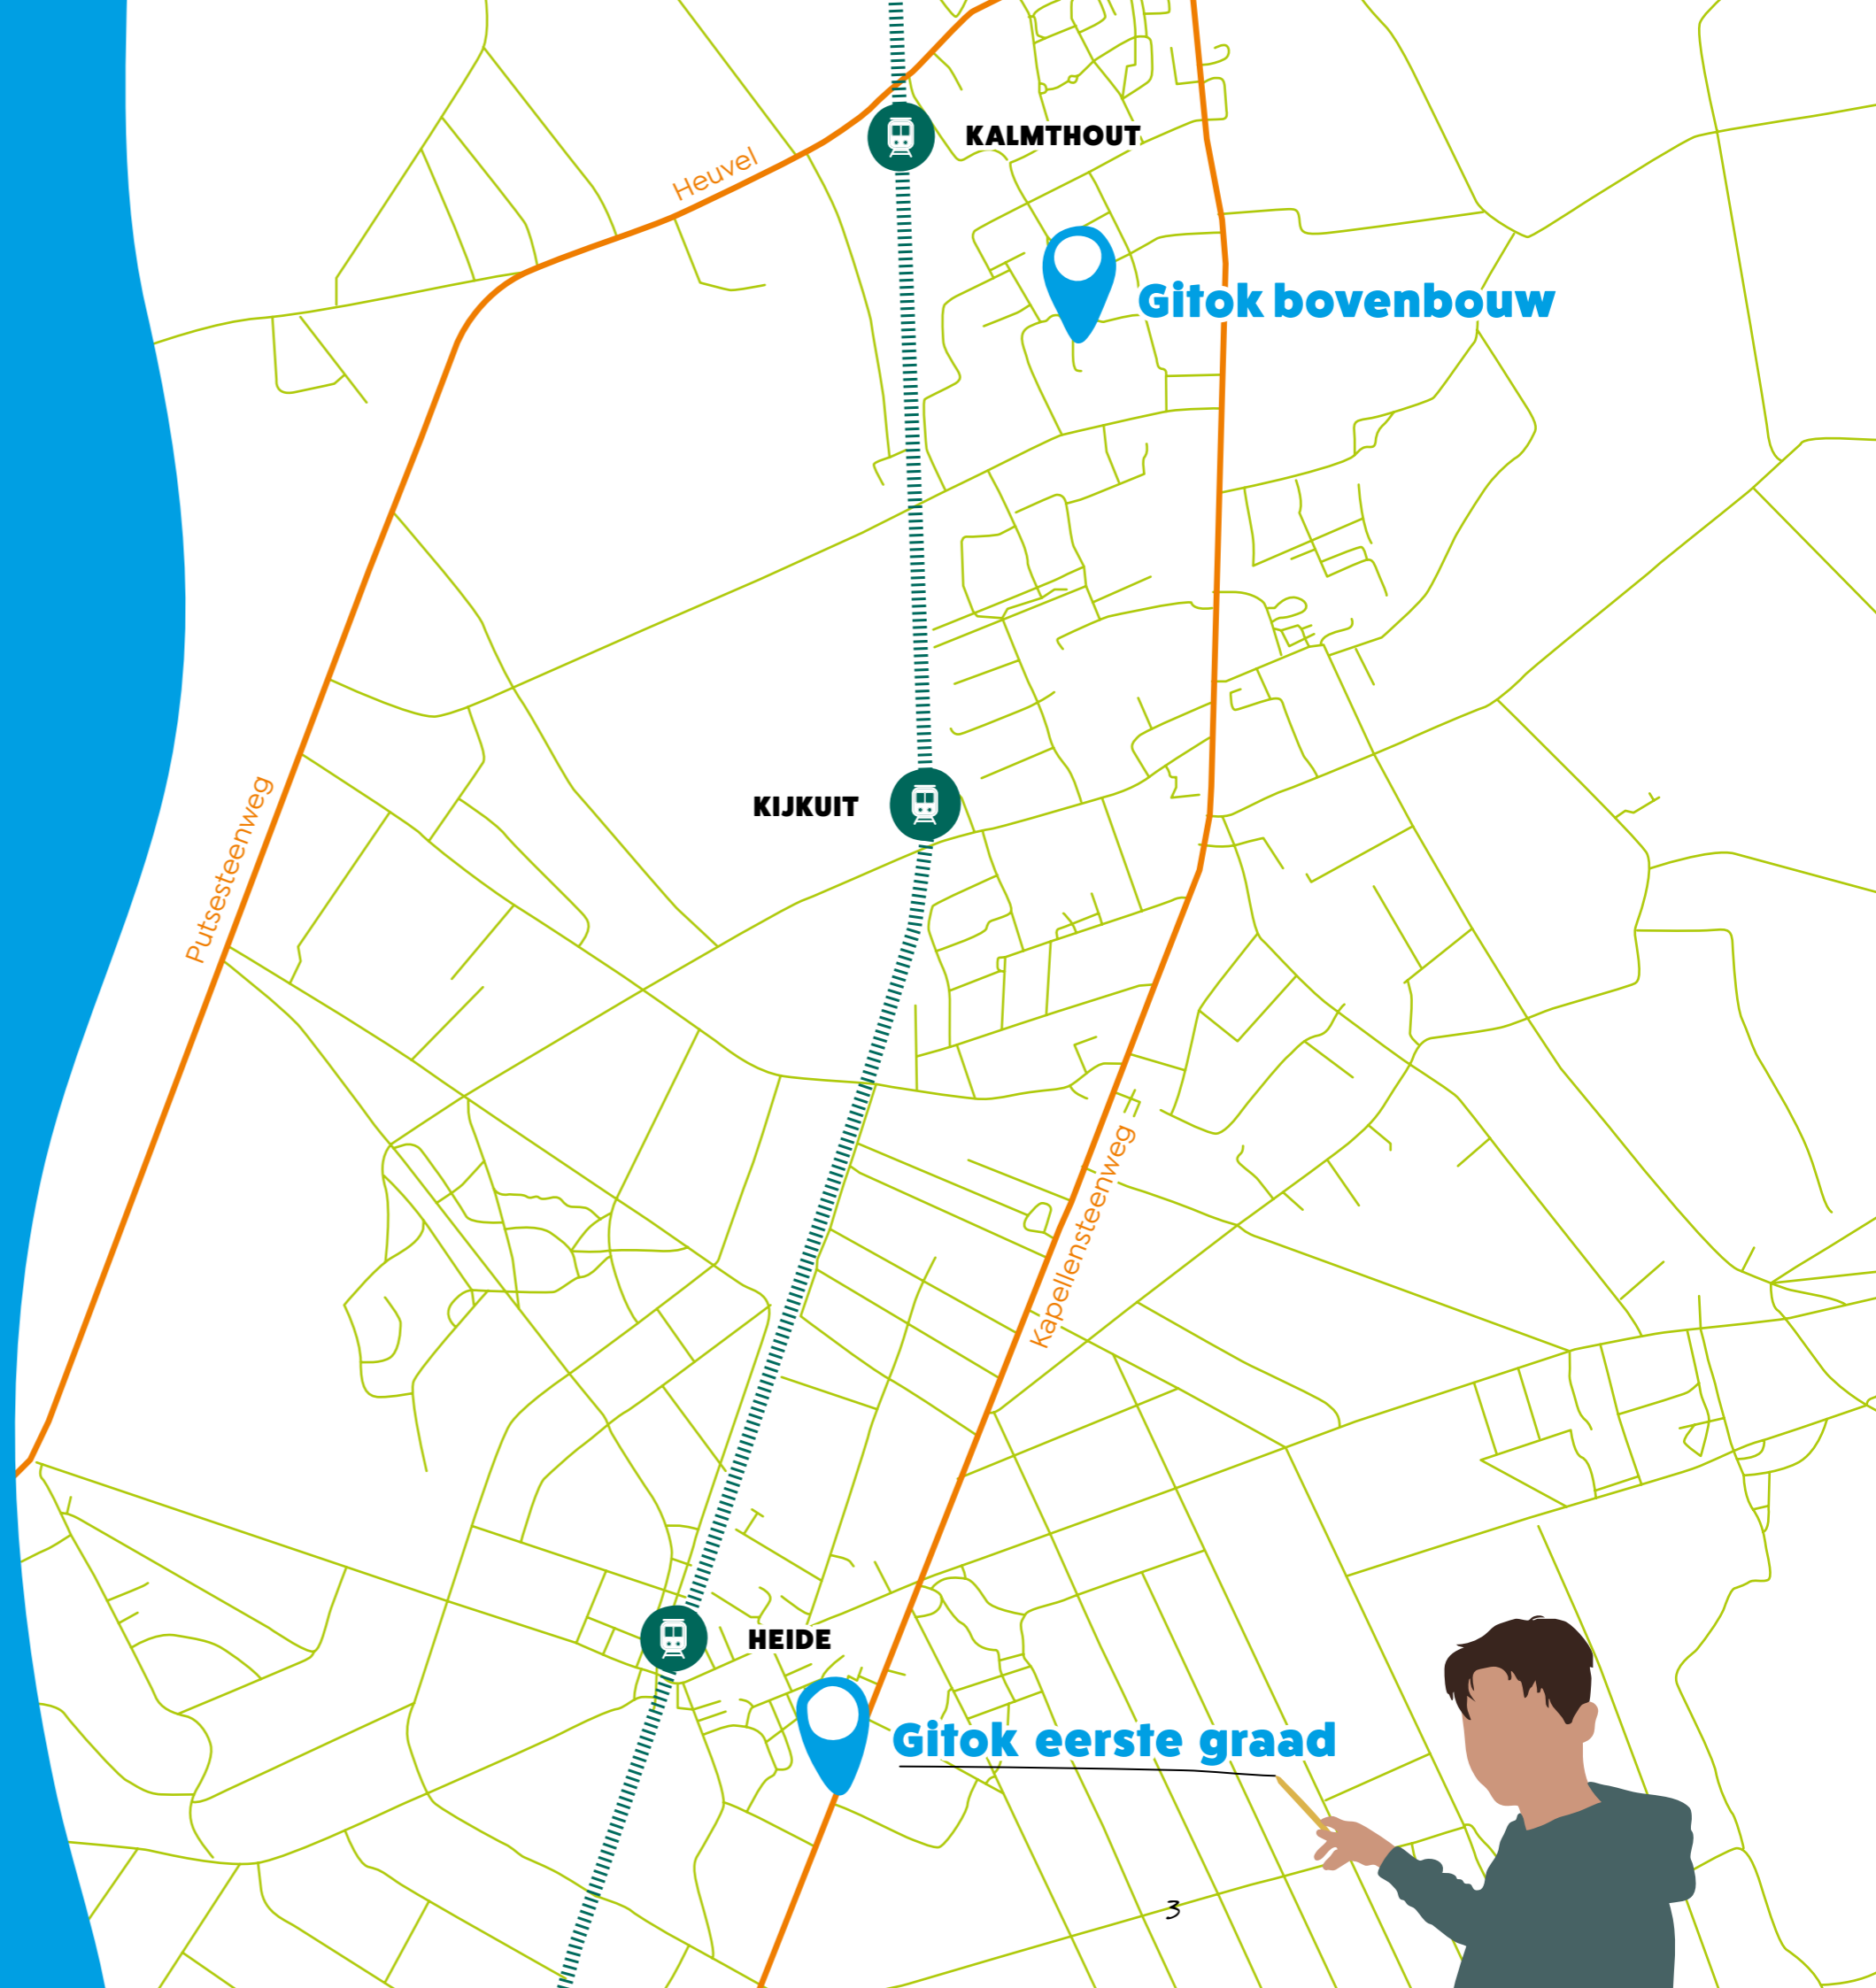 KALMTHOUT
Heuvel
Gitok bovenbouw
KIJKUIT
Putsesteenweg
Kapellensteenweg
HEIDE
Gitok eerste graad
3